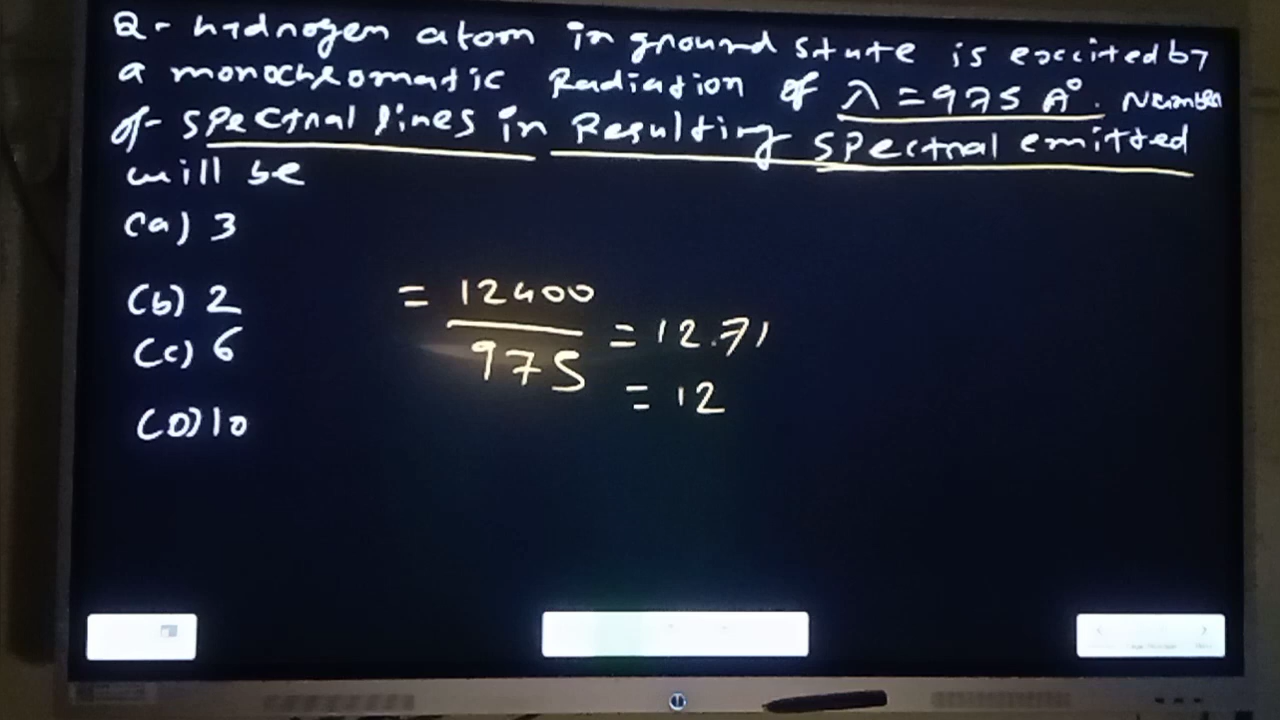 Q- hydrogen atom in ground state is excited by
a monochromatic Radiation of λ = 975 A°. Number
of spectral lines in Resulting spectral emitted
will be
(a) 3
(b) 2
(c) 6
(D) 10
= 12400
975
= 12.71
= 12